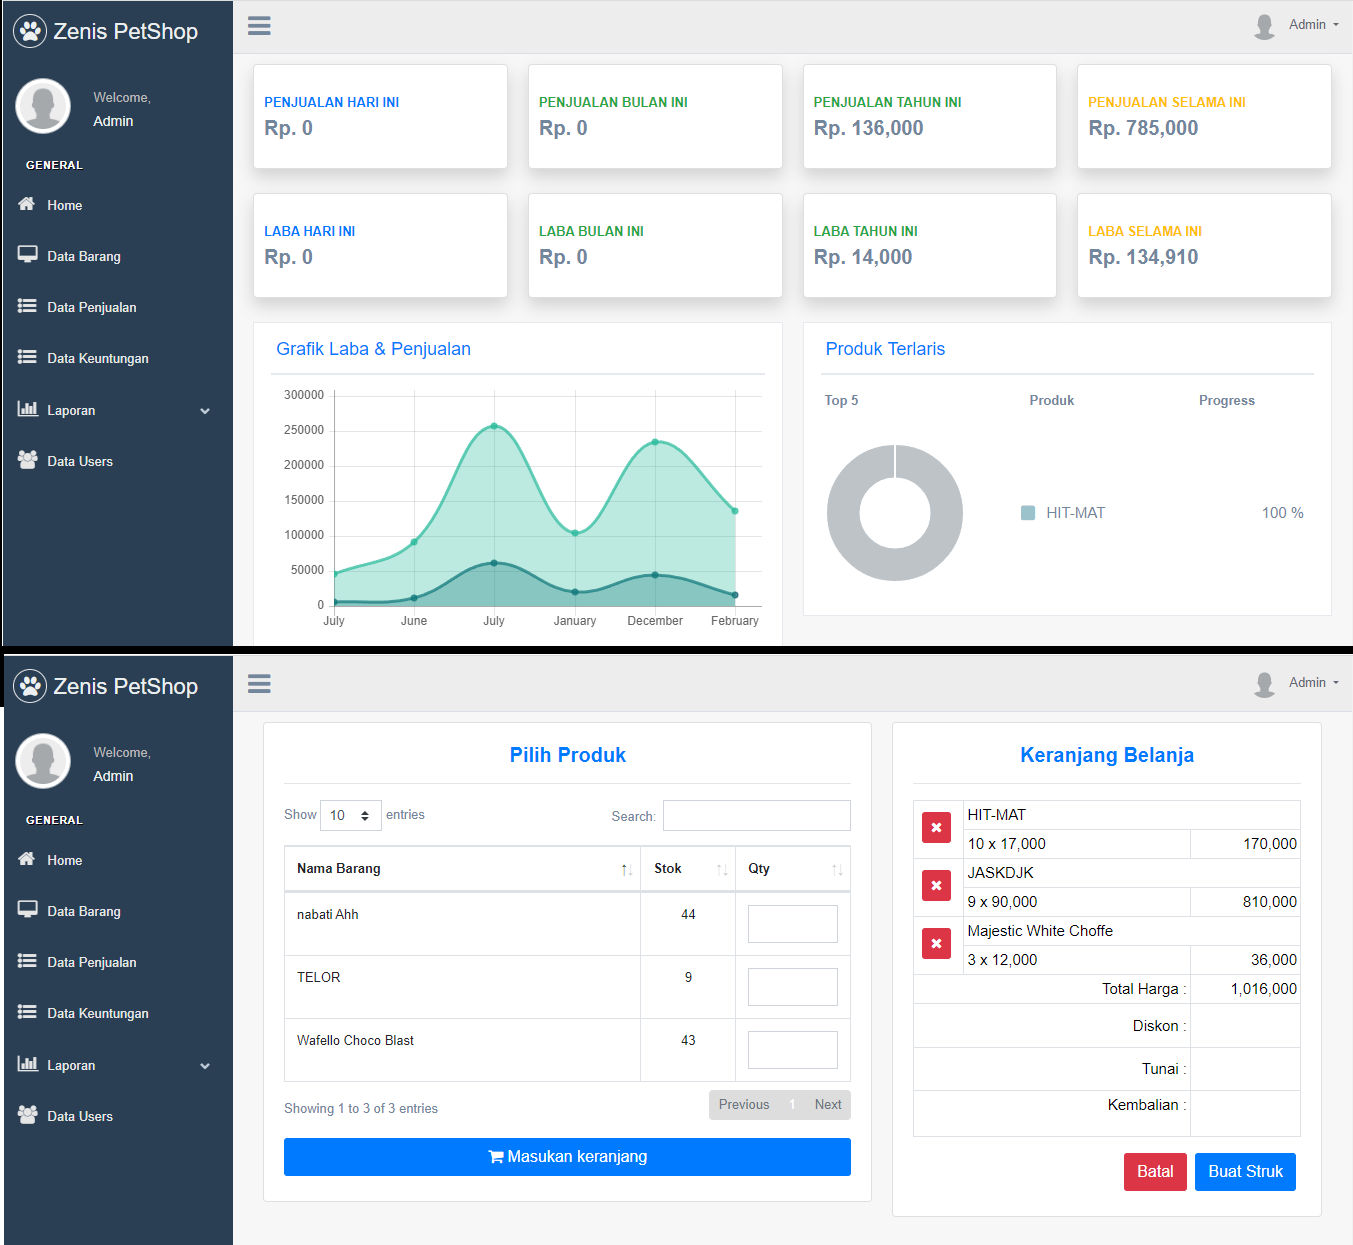 Zenis PetShop
Admin
Welcome,
Admin
GENERAL
Home
Data Barang
Data Penjualan
Data Keuntungan
Laporan
Data Users
PENJUALAN HARI INI
Rp. 0
PENJUALAN BULAN INI
Rp. 0
PENJUALAN TAHUN INI
Rp. 136,000
PENJUALAN SELAMA INI
Rp. 785,000
LABA HARI INI
Rp. 0
LABA BULAN INI
Rp. 0
LABA TAHUN INI
Rp. 14,000
LABA SELAMA INI
Rp. 134,910
Grafik Laba & Penjualan
300000
250000
200000
150000
100000
50000
0
July June July January December February
Produk Terlaris
Top 5 Produk Progress
HIT-MAT 100 %
Zenis PetShop
Admin
Welcome,
Admin
GENERAL
Home
Data Barang
Data Penjualan
Data Keuntungan
Laporan
Data Users
Pilih Produk
Show 10 entries Search:
Nama Barang Stok Qty
nabati Ahh 44
TELOR 9
Wafello Choco Blast 43
Showing 1 to 3 of 3 entries Previous 1 Next
Masukan keranjang
Keranjang Belanja
HIT-MAT
10 x 17,000 170,000
JASKDJK
9 x 90,000 810,000
Majestic White Choffe
3 x 12,000 36,000
Total Harga : 1,016,000
Diskon :
Tunai :
Kembalian :
Batal Buat Struk